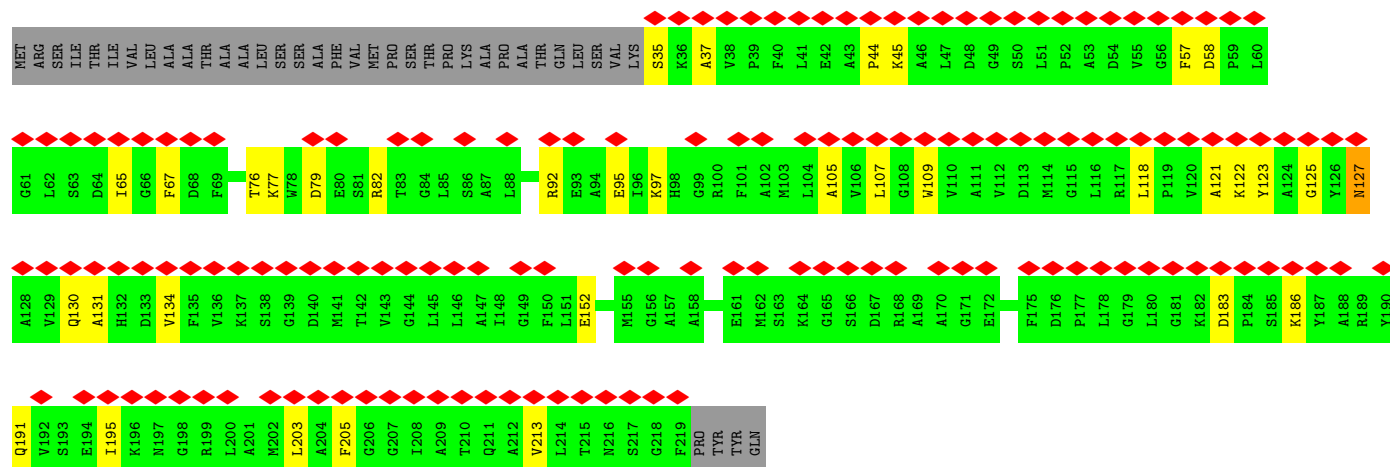 MET ARG SER ILE THR ILE VAL LEU ALA ALA THR ALA ALA LEU SER SER ALA PHE VAL MET PRO SER THR PRO LYS ALA PRO ALA THR GLN LEU SER VAL LYS S35 K36 A37 V38 P39 F40 L41 E42 A43 P44 K45 A46 L47 D48 G49 S50 L51 P52 A53 D54 V55 G56 F57 D58 P59 L60
G61 L62 S63 D64 I65 G66 F67 D68 F69 T76 K77 W78 D79 E80 S81 R82 T83 G84 L85 S86 A87 L88 R92 E93 A94 E95 I96 K97 H98 G99 R100 F101 A102 M103 L104 A105 V106 L107 G108 W109 V110 A111 V112 D113 M114 G115 L116 R117 L118 P119 V120 A121 K122 Y123 A124 G125 Y126 N127
A128 V129 Q130 A131 H132 D133 V134 F135 V136 K137 S138 G139 D140 M141 T142 V143 G144 L145 L146 A147 I148 G149 F150 L151 E152 M155 G156 A157 A158 E161 M162 S163 K164 G165 S166 D167 R168 A169 A170 G171 E172 F175 D176 P177 L178 G179 L180 G181 K182 D183 P184 S185 K186 Y187 A188 R189 Y190
Q191 V192 S193 E194 I195 K196 N197 G198 R199 L200 A201 M202 L203 A204 F205 G206 G207 I208 A209 T210 Q211 A212 V213 L214 T215 N216 S217 G218 F219 PRO TYR TYR GLN